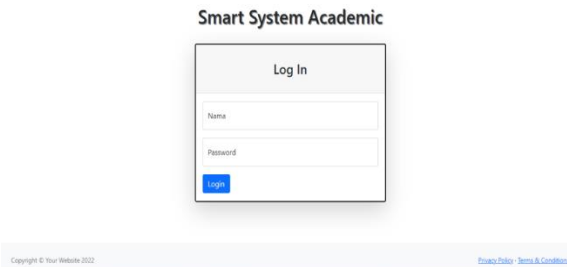 Smart System Academic
Log In
Nama
Password
Login
Copyright © Your Website 2022
Privacy Policy · Terms & Condition